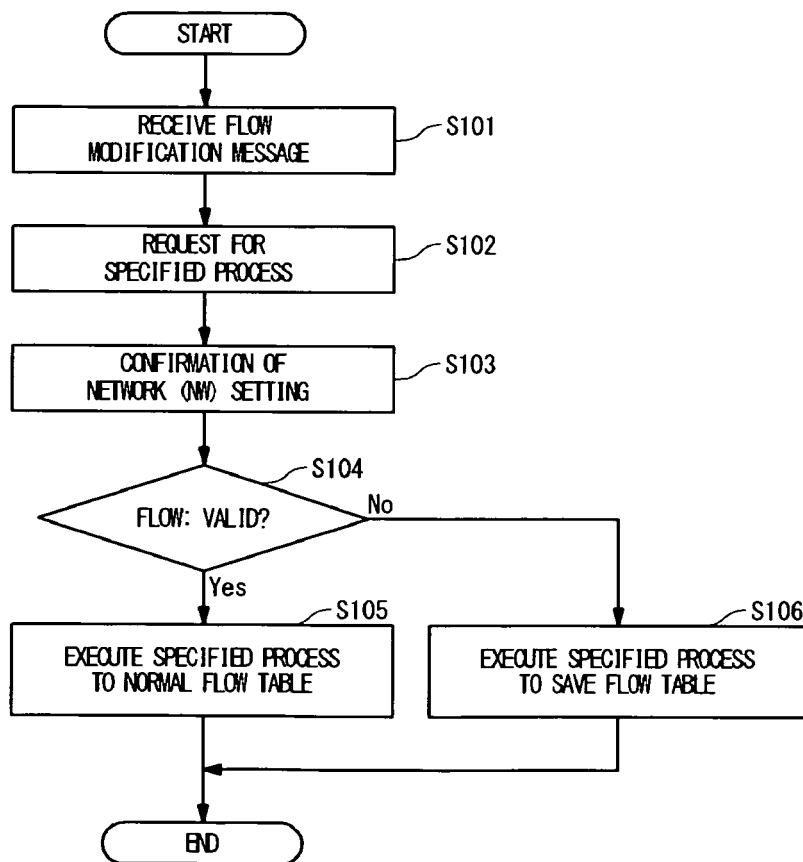 START
RECEIVE FLOW
MODIFICATION MESSAGE
S101
REQUEST FOR
SPECIFIED PROCESS
S102
CONFIRMATION OF
NETWORK (NW) SETTING
S103
S104
FLOW: VALID?
No
Yes
S105
EXECUTE SPECIFIED PROCESS
TO NORMAL FLOW TABLE
S106
EXECUTE SPECIFIED PROCESS
TO SAVE FLOW TABLE
END